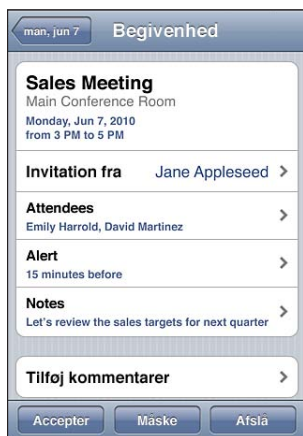 man, jun 7
Begivenhed
Sales Meeting
Main Conference Room
Monday, Jun 7, 2010
from 3 PM to 5 PM
Invitation fra Jane Appleseed
Attendees
Emily Harrold, David Martinez
Alert
15 minutes before
Notes
Let's review the sales targets for next quarter
Tilføj kommentarer
Accepter Måske Afslå